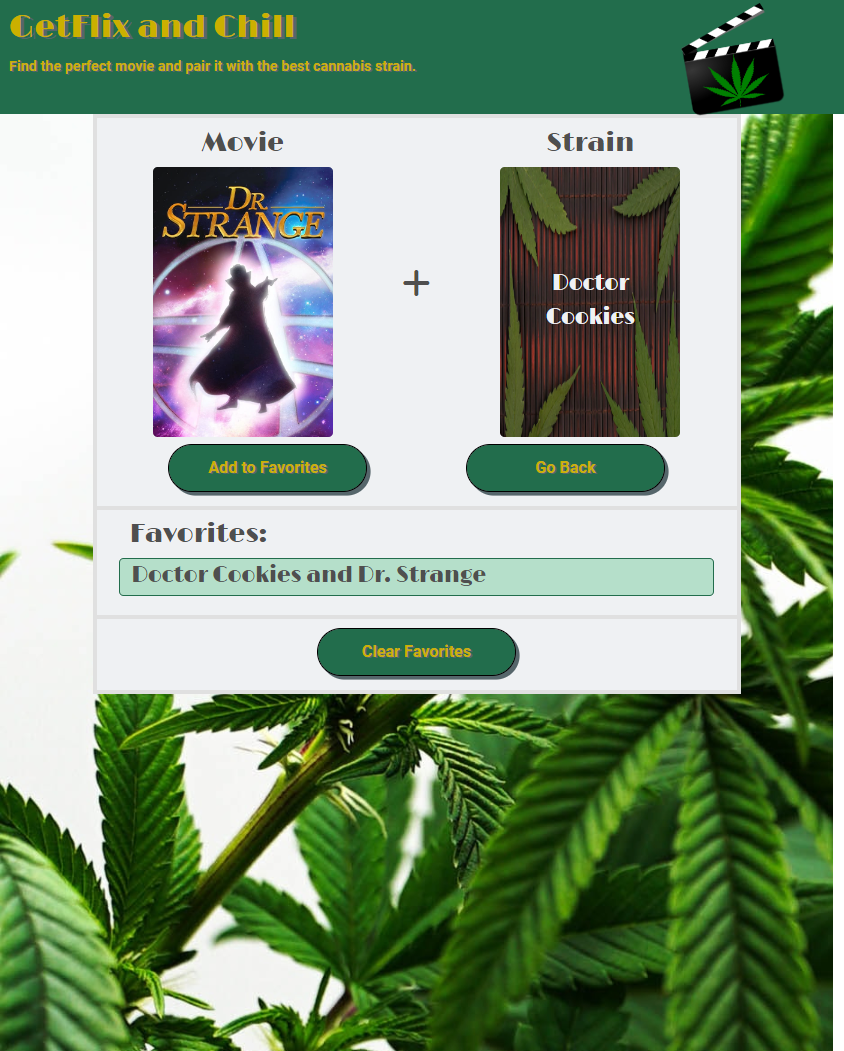 GetFlix and Chill
Find the perfect movie and pair it with the best cannabis strain.
Movie
Strain
DR.
STRANGE
+
Doctor
Cookies
Add to Favorites
Go Back
Favorites:
Doctor Cookies and Dr. Strange
Clear Favorites